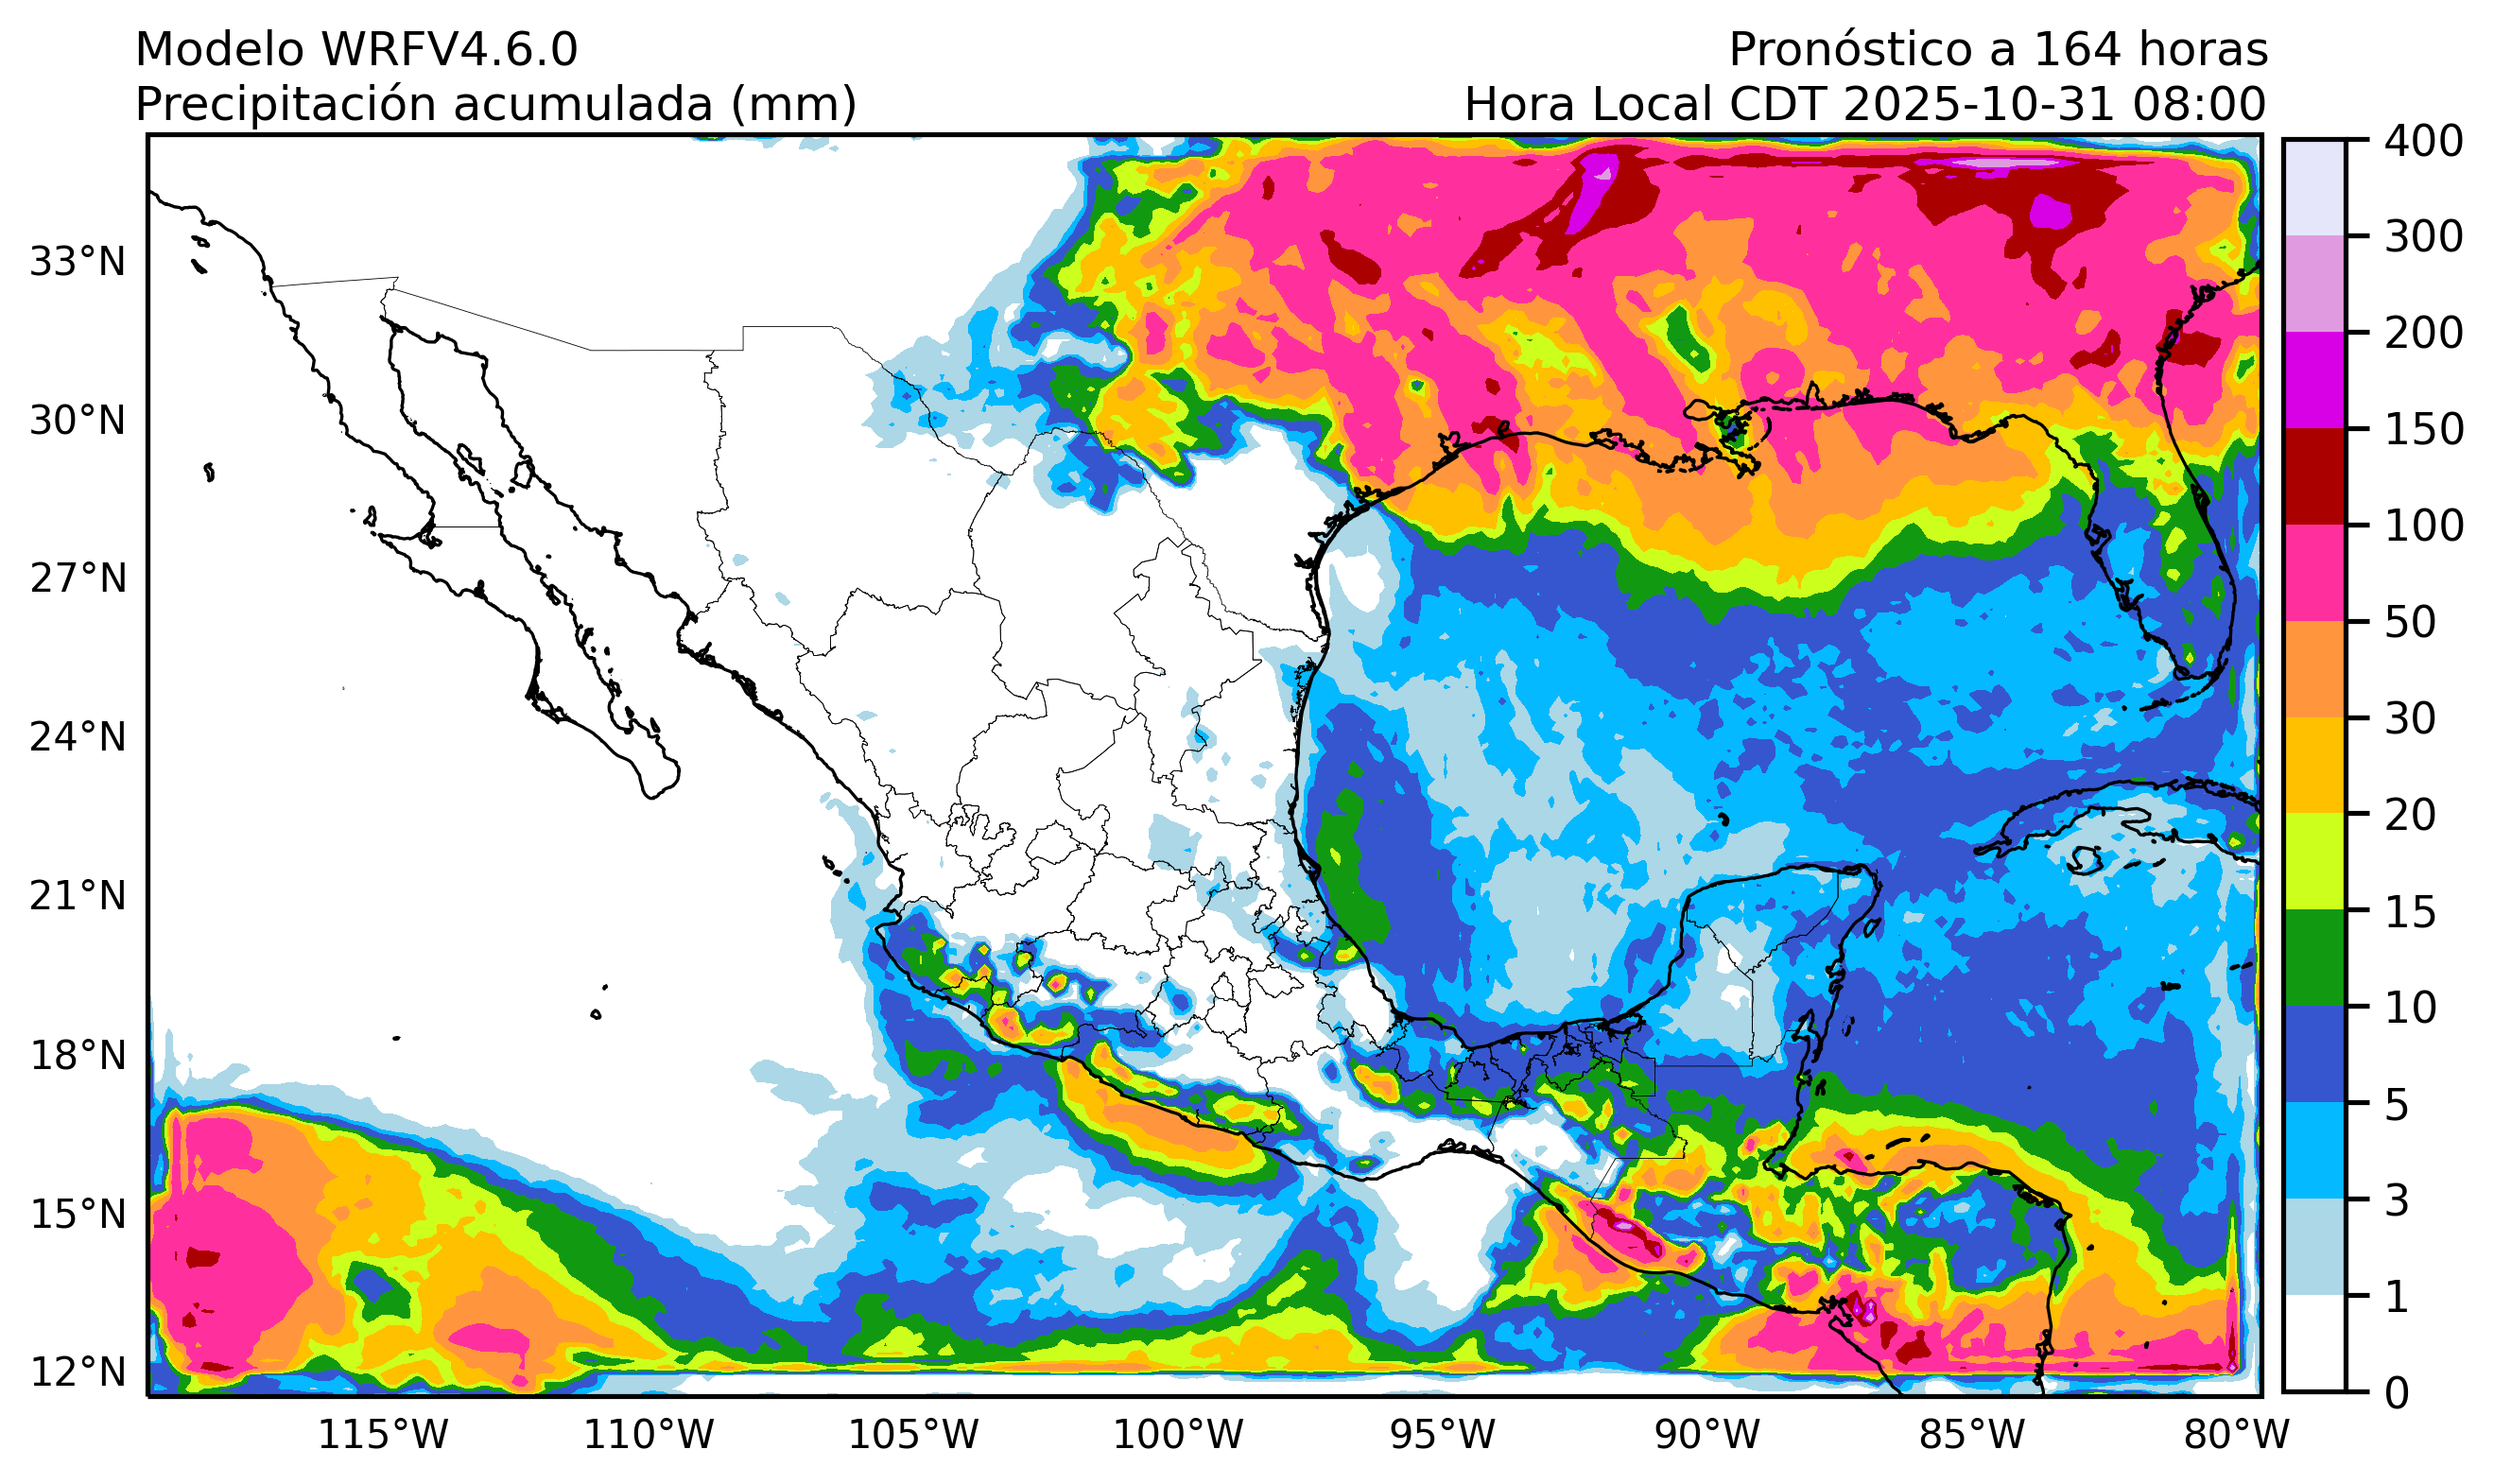 Modelo WRFV4.6.0
Pronóstico a 164 horas
Precipitación acumulada (mm)
Hora Local CDT 2025-10-31 08:00
33°N
30°N
27°N
24°N
21°N
18°N
15°N
12°N
115°W
110°W
105°W
100°W
95°W
90°W
85°W
80°W
400
300
200
150
100
50
30
20
15
10
5
3
1
0